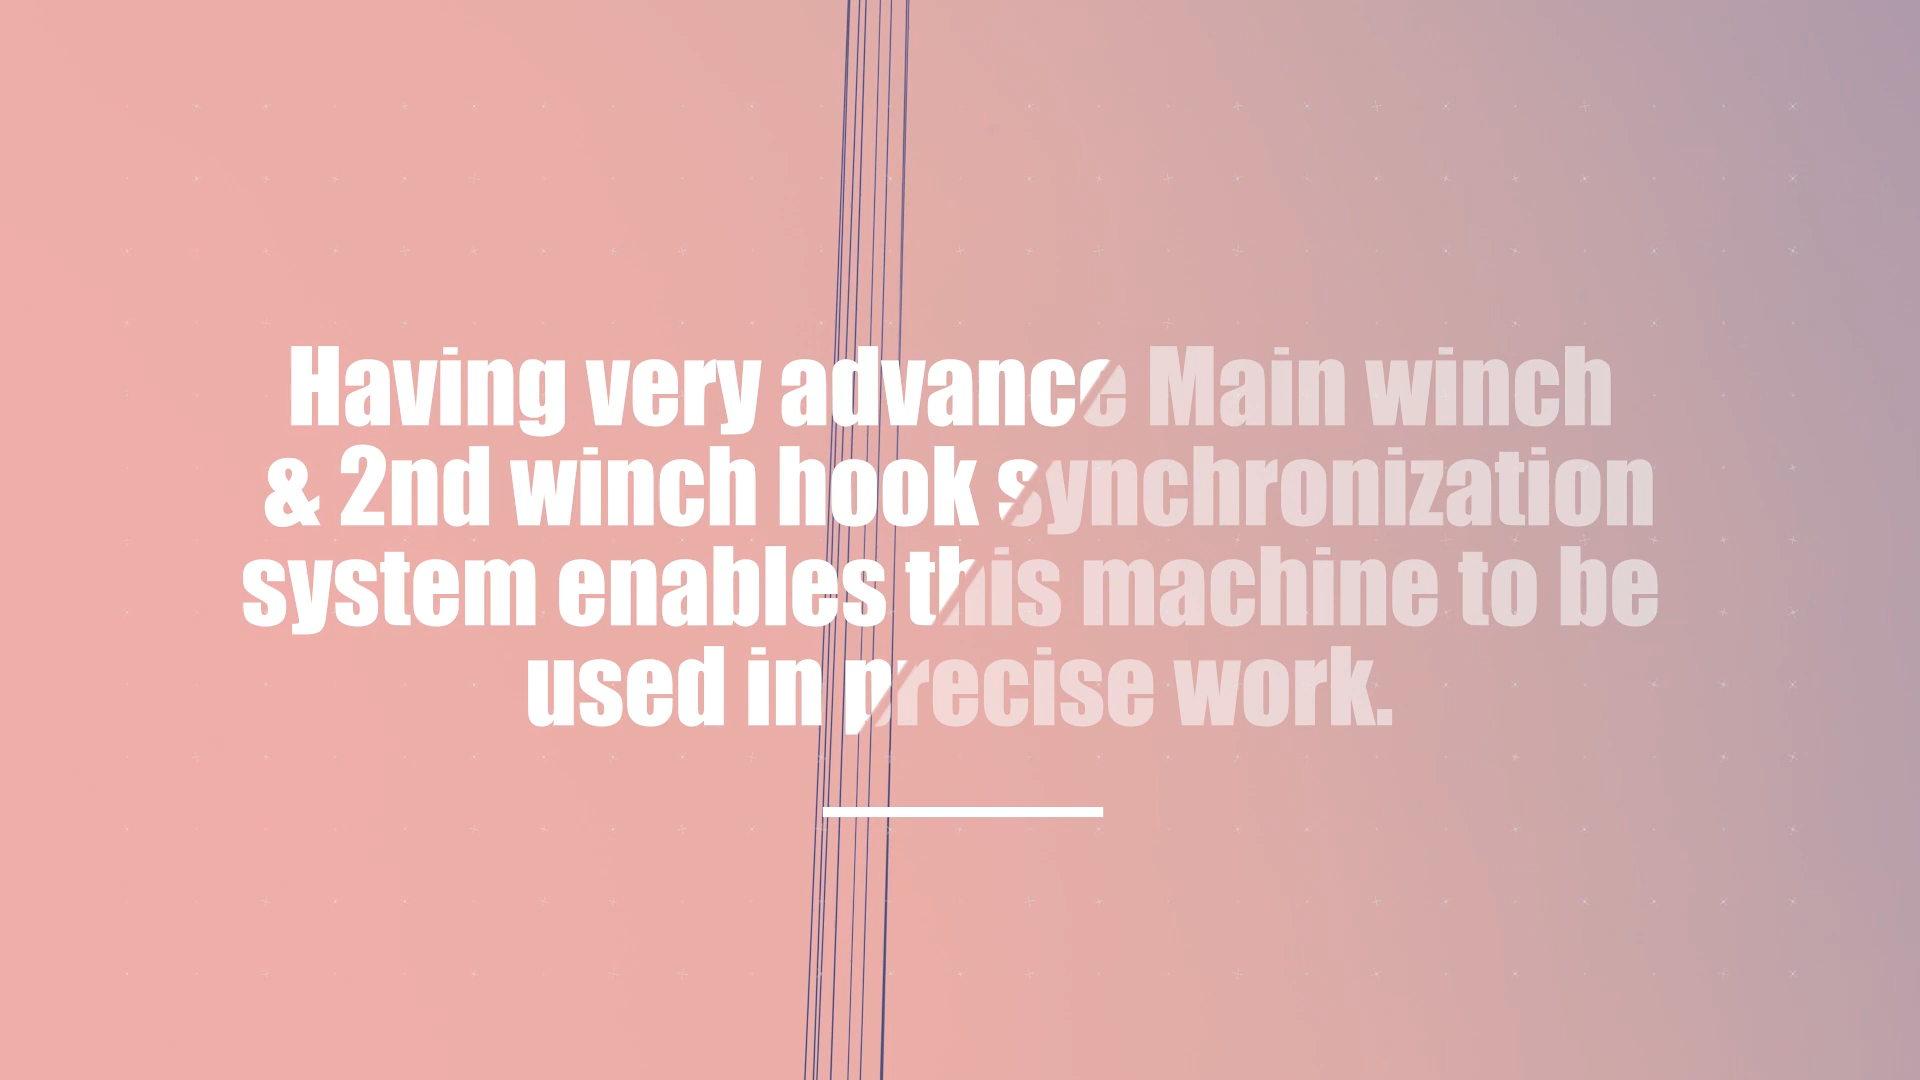 Having very advance Main winch
& 2nd winch hook synchronization
system enables this machine to be
used in precise work.